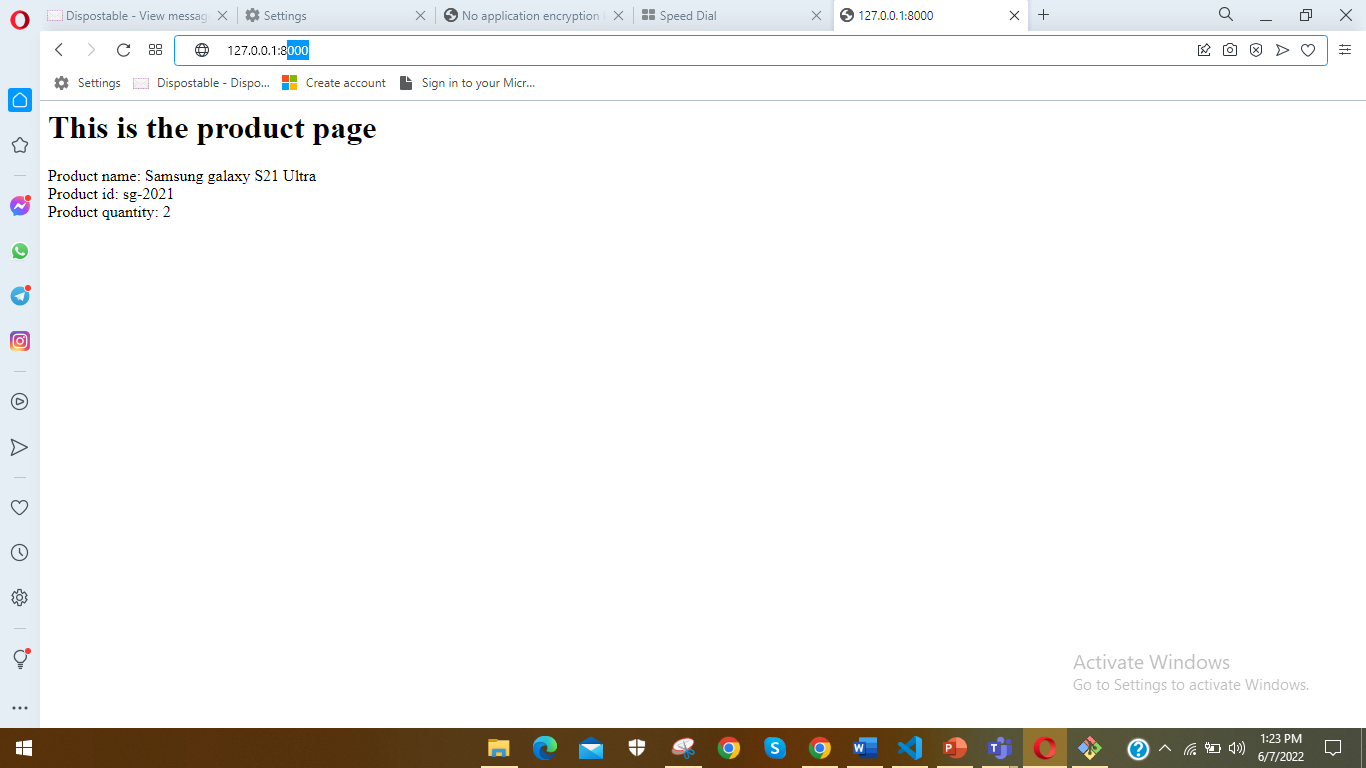 Dispostable - View messag
Settings
No application encryption
Speed Dial
127.0.0.1:8000
127.0.0.1:8000
Settings
Dispostable - Dispo...
Create account
Sign in to your Micr...
This is the product page
Product name: Samsung galaxy S21 Ultra
Product id: sg-2021
Product quantity: 2
Activate Windows
Go to Settings to activate Windows.
1:23 PM
6/7/2022